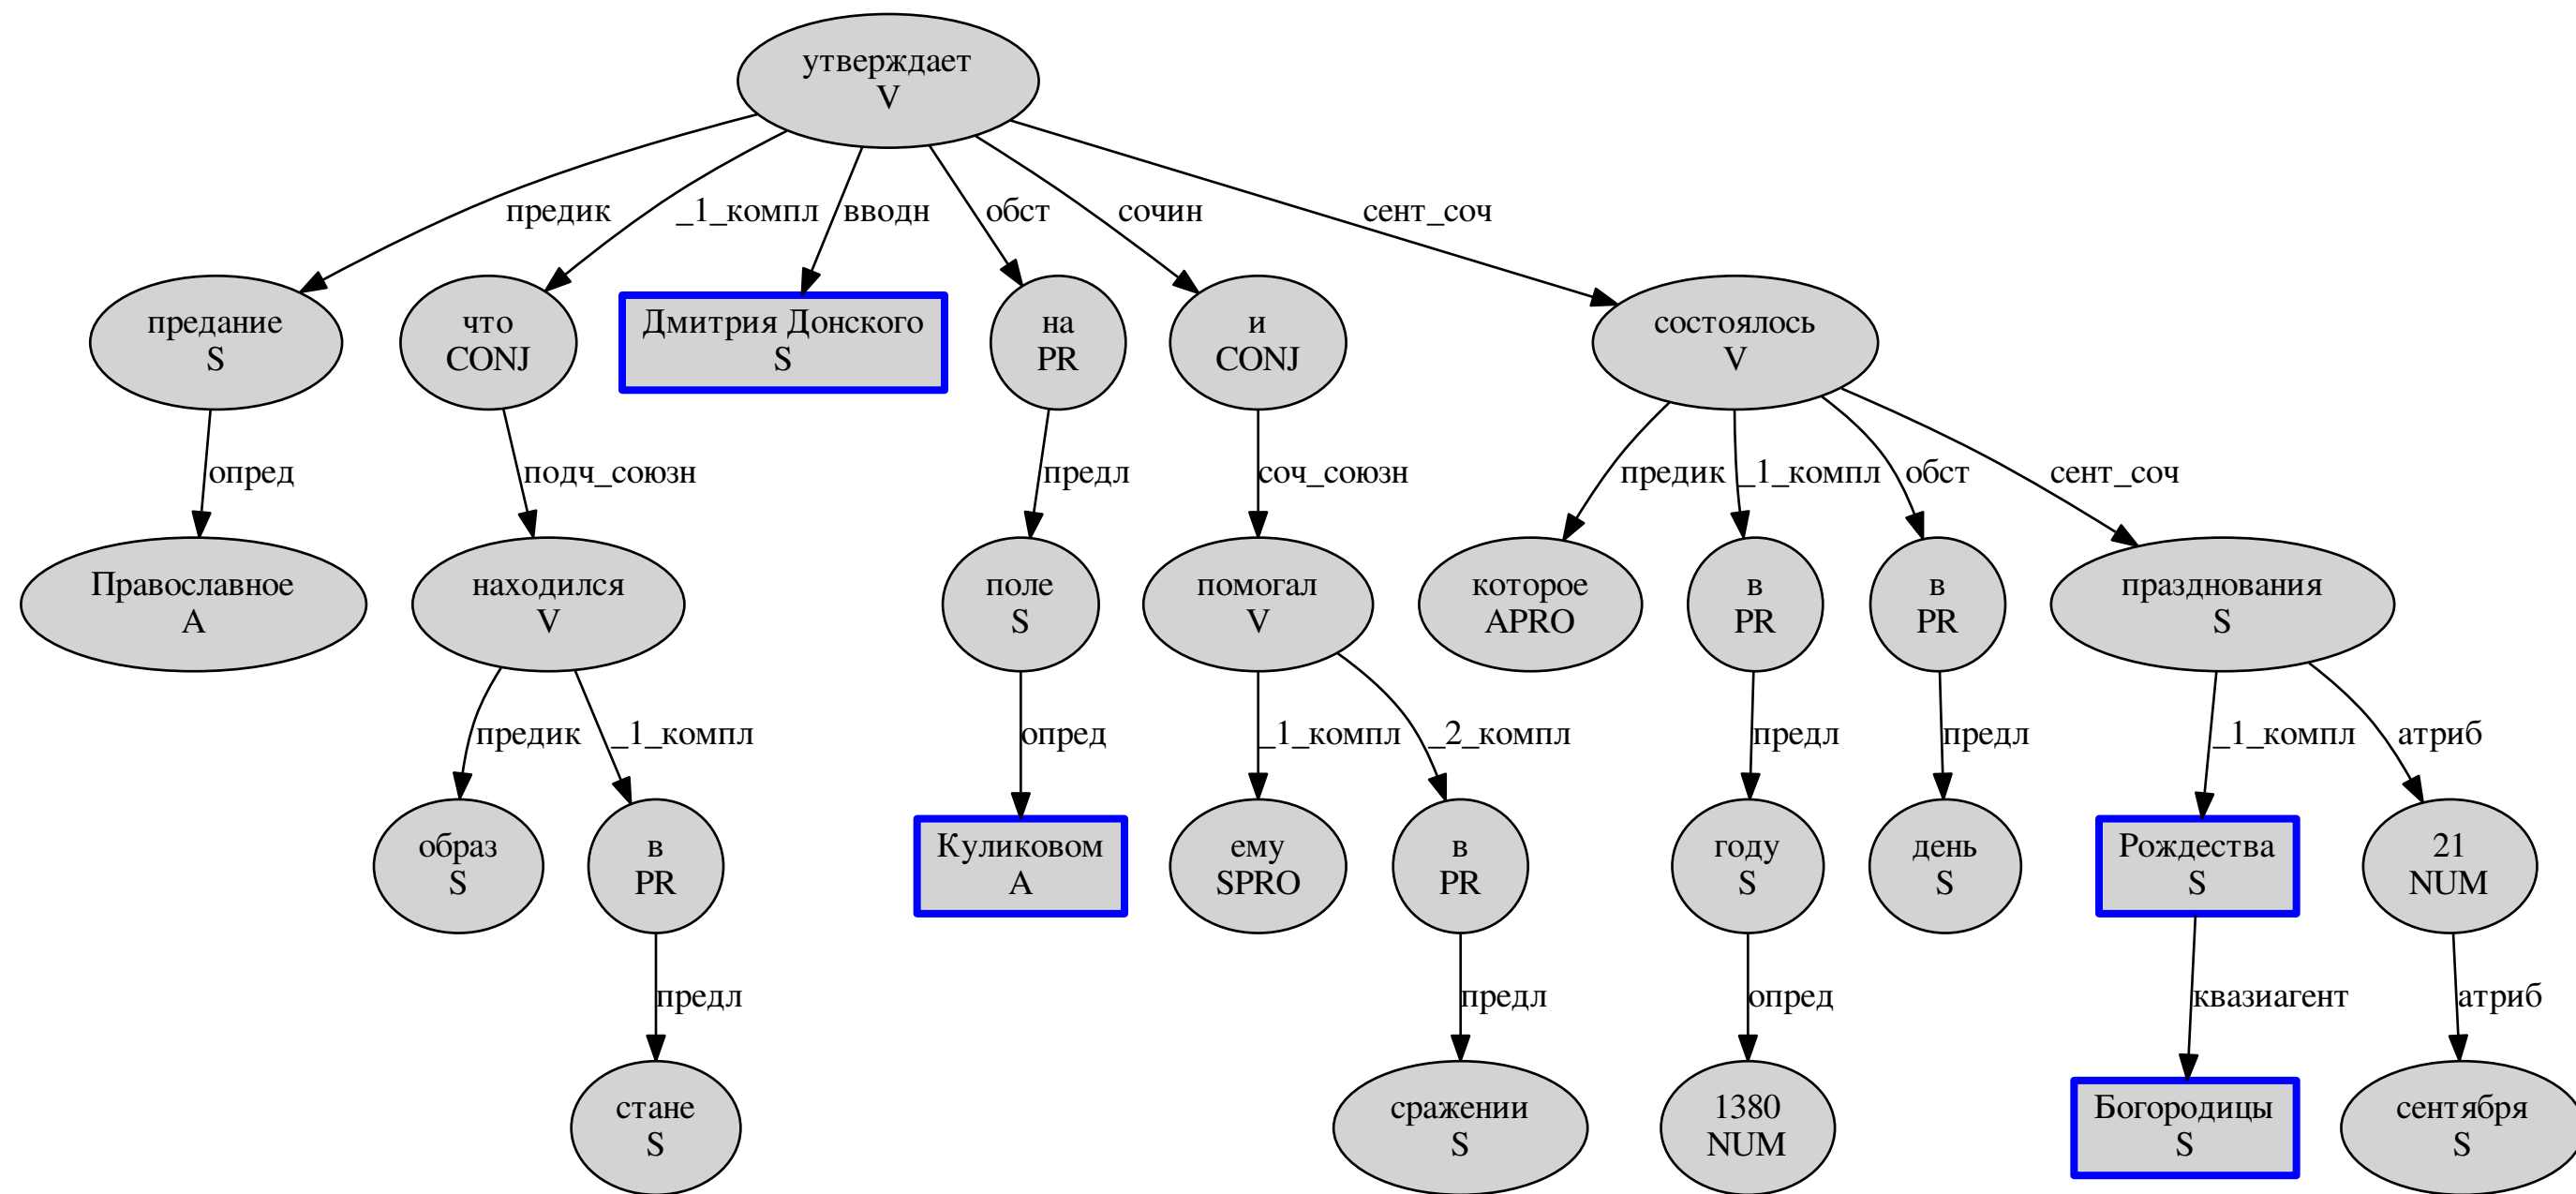 утверждает
V
предик
_1_компл
вводн
обст
сочин
сент_соч
предание
S
что
CONJ
Дмитрия Донского
S
на
PR
и
CONJ
состоялось
V
опред
подч_союзн
предл
соч_союзн
предик
_1_компл
обст
сент_соч
Православное
A
находился
V
поле
S
помогал
V
которое
APRO
в
PR
в
PR
празднования
S
предик
_1_компл
опред
_1_компл
_2_компл
предл
предл
_1_компл
атриб
образ
S
в
PR
Куликовом
A
ему
SPRO
в
PR
году
S
день
S
Рождества
S
21
NUM
предл
предл
опред
квазиагент
атриб
стане
S
сражении
S
1380
NUM
Богородицы
S
сентября
S